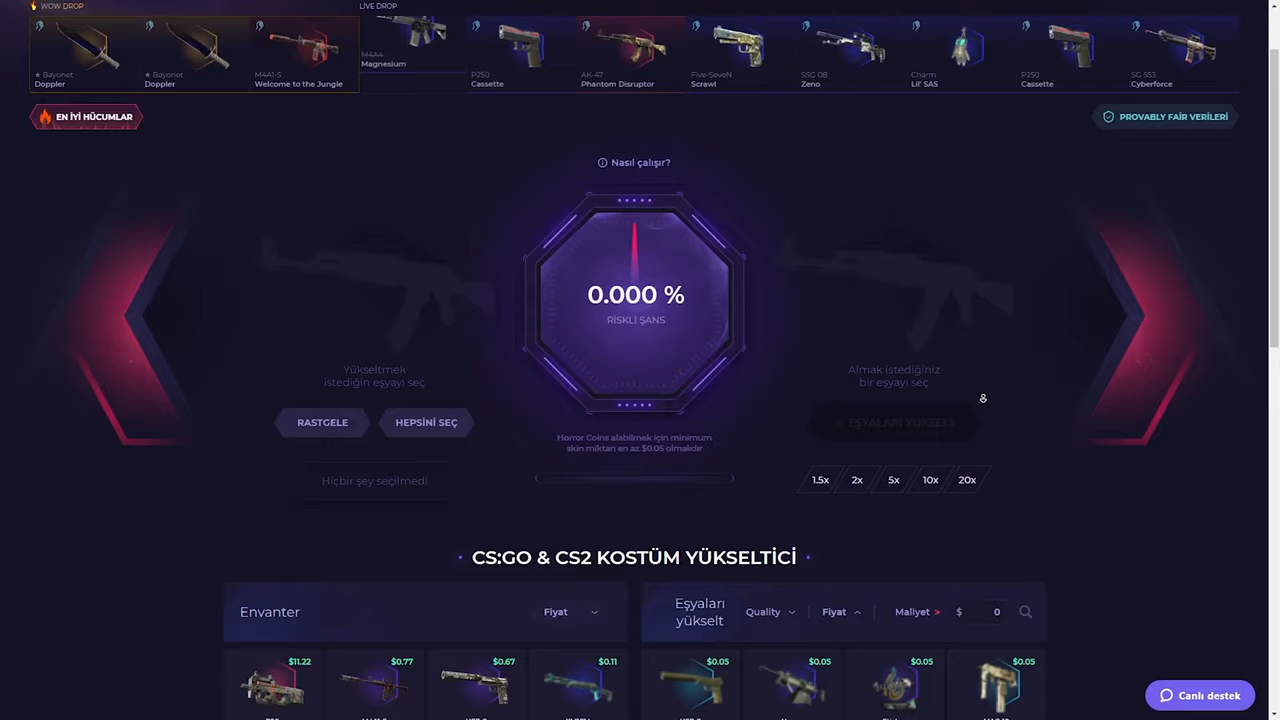 WOW DROP
LIVE DROP
★ Bayonet
Doppler
★ Bayonet
Doppler
M4A1-S
Welcome to the Jungle
M4A4
Magnesium
P250
Cassette
AK-47
Phantom Disruptor
Five-SeveN
Scrawl
SSG 08
Zeno
Charm
Lil' SAS
P250
Cassette
SG 553
Cyberforce
EN İYİ HÜCUMLAR
PROVABLY FAİR VERİLERİ
Nasıl çalışır?
0.000 %
RİSKLİ ŞANS
Yükseltmek
istediğin eşyayı seç
Almak istediğiniz
bir eşyayı seç
RASTGELE
HEPSİNİ SEÇ
EŞYALARI YÜKSELT
Horror Coins alabilmek için minimum
skin miktarı en az $0.05 olmalıdır
Hiçbir şey seçilmedi
1.5x
2x
5x
10x
20x
CS:GO & CS2 KOSTÜM YÜKSELTİCİ
Envanter
Fiyat
Eşyaları
yükselt
Quality
Fiyat
Maliyet >
$ 0
$11.22
$0.77
$0.67
$0.11
$0.05
$0.05
$0.05
$0.05
Canlı destek